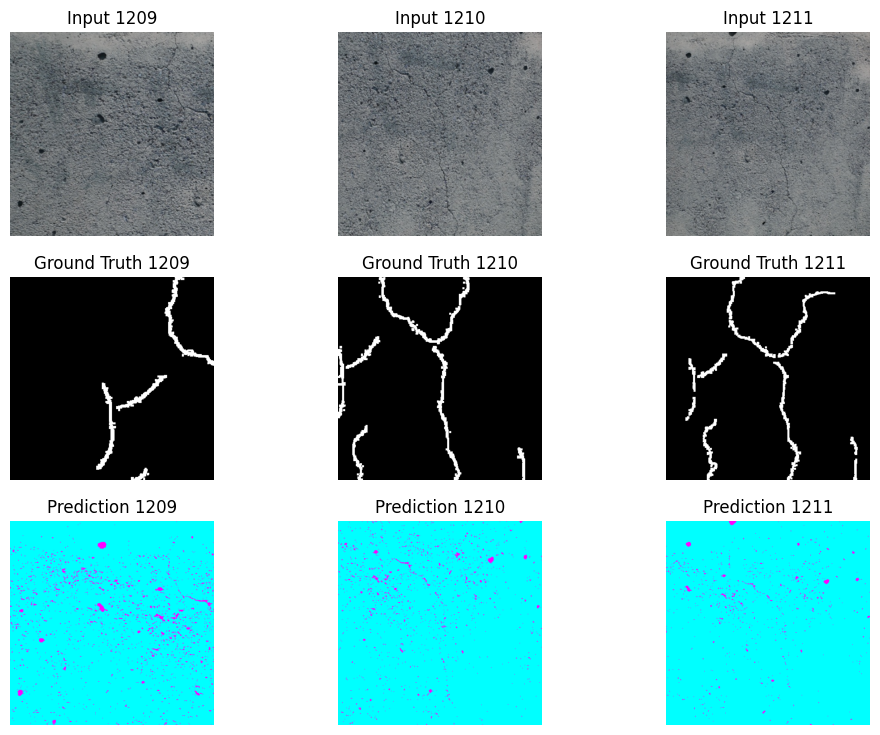 Input 1209
Input 1210
Input 1211
Ground Truth 1209
Ground Truth 1210
Ground Truth 1211
Prediction 1209
Prediction 1210
Prediction 1211